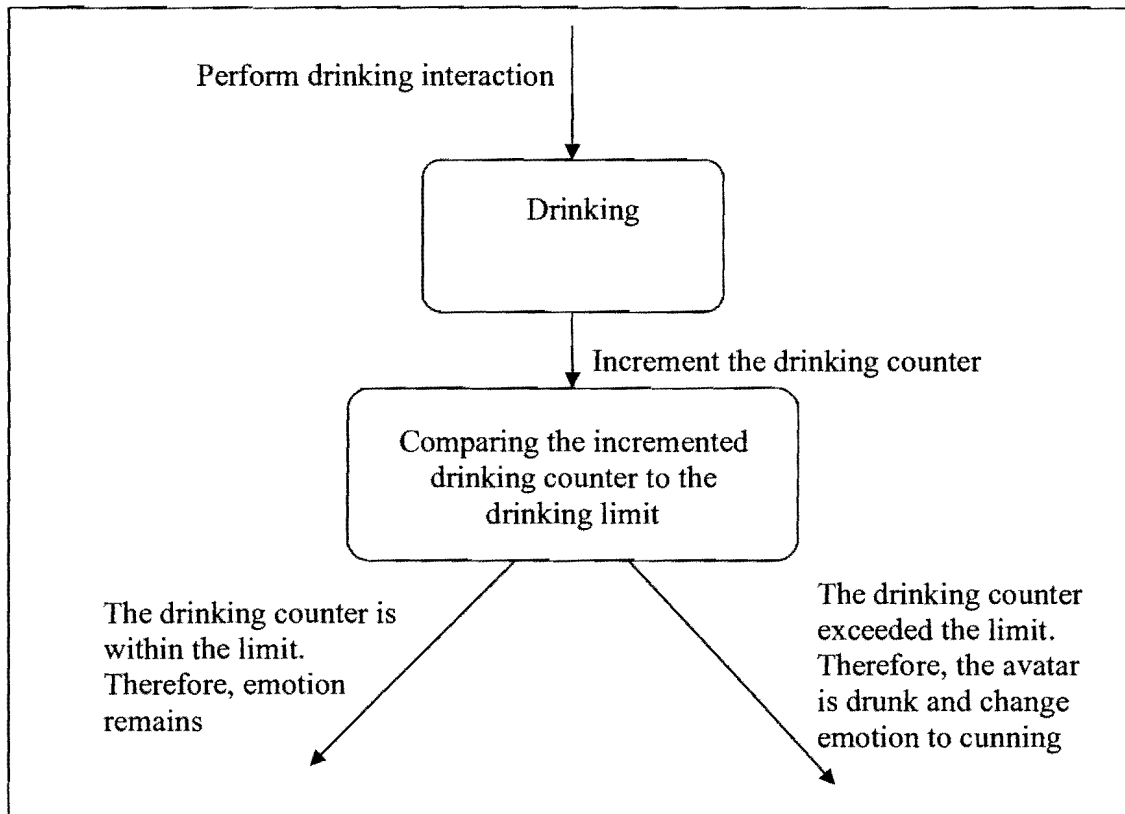 Perform drinking interaction
Drinking
Increment the drinking counter
Comparing the incremented
drinking counter to the
drinking limit
The drinking counter is
within the limit.
Therefore, emotion
remains
The drinking counter
exceeded the limit.
Therefore, the avatar
is drunk and change
emotion to cunning